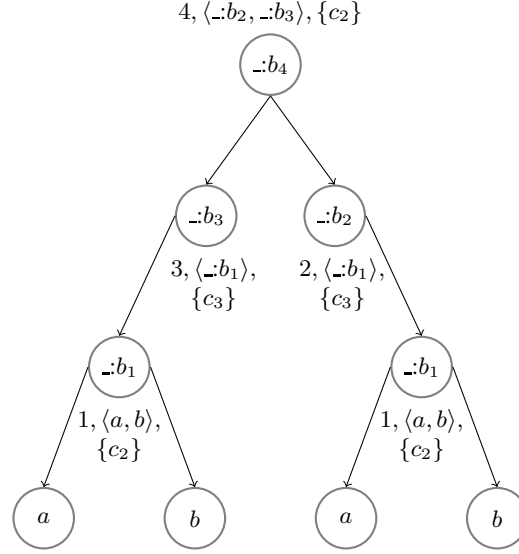 4, ⟨_:b₂, _:b₃⟩, {c₂}
_:b₄
_:b₃
_:b₂
3, ⟨_:b₁⟩,
{c₃}
2, ⟨_:b₁⟩,
{c₃}
_:b₁
_:b₁
1, ⟨a, b⟩,
{c₂}
1, ⟨a, b⟩,
{c₂}
a
b
a
b